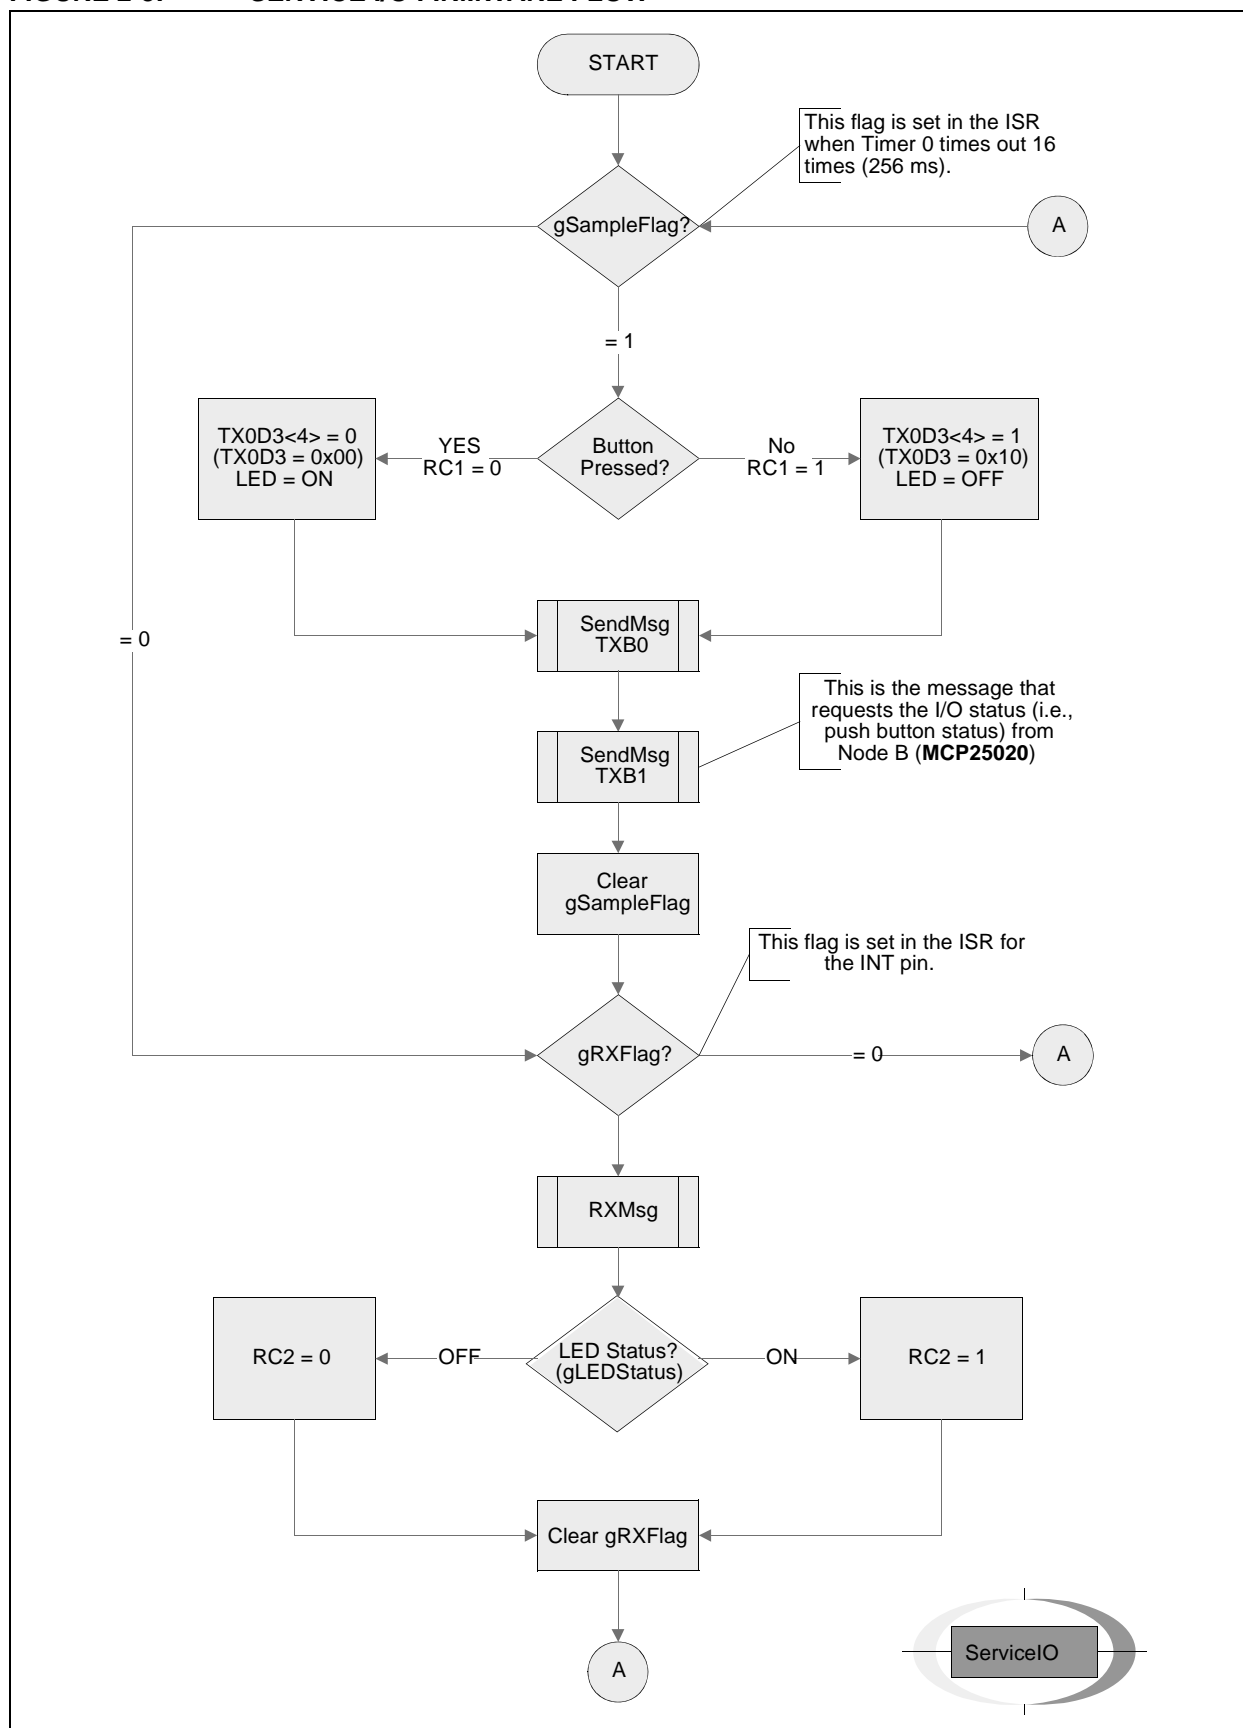 START
This flag is set in the ISR
when Timer 0 times out 16
times (256 ms).
gSampleFlag?
A
= 1
TX0D3<4> = 0
(TX0D3 = 0x00)
LED = ON
YES
RC1 = 0
Button
Pressed?
No
RC1 = 1
TX0D3<4> = 1
(TX0D3 = 0x10)
LED = OFF
= 0
SendMsg
TXB0
This is the message that
requests the I/O status (i.e.,
push button status) from
Node B (MCP25020)
SendMsg
TXB1
Clear
gSampleFlag
This flag is set in the ISR for
the INT pin.
gRXFlag?
= 0
A
RXMsg
RC2 = 0
OFF
LED Status?
(gLEDStatus)
ON
RC2 = 1
Clear gRXFlag
A
ServiceIO